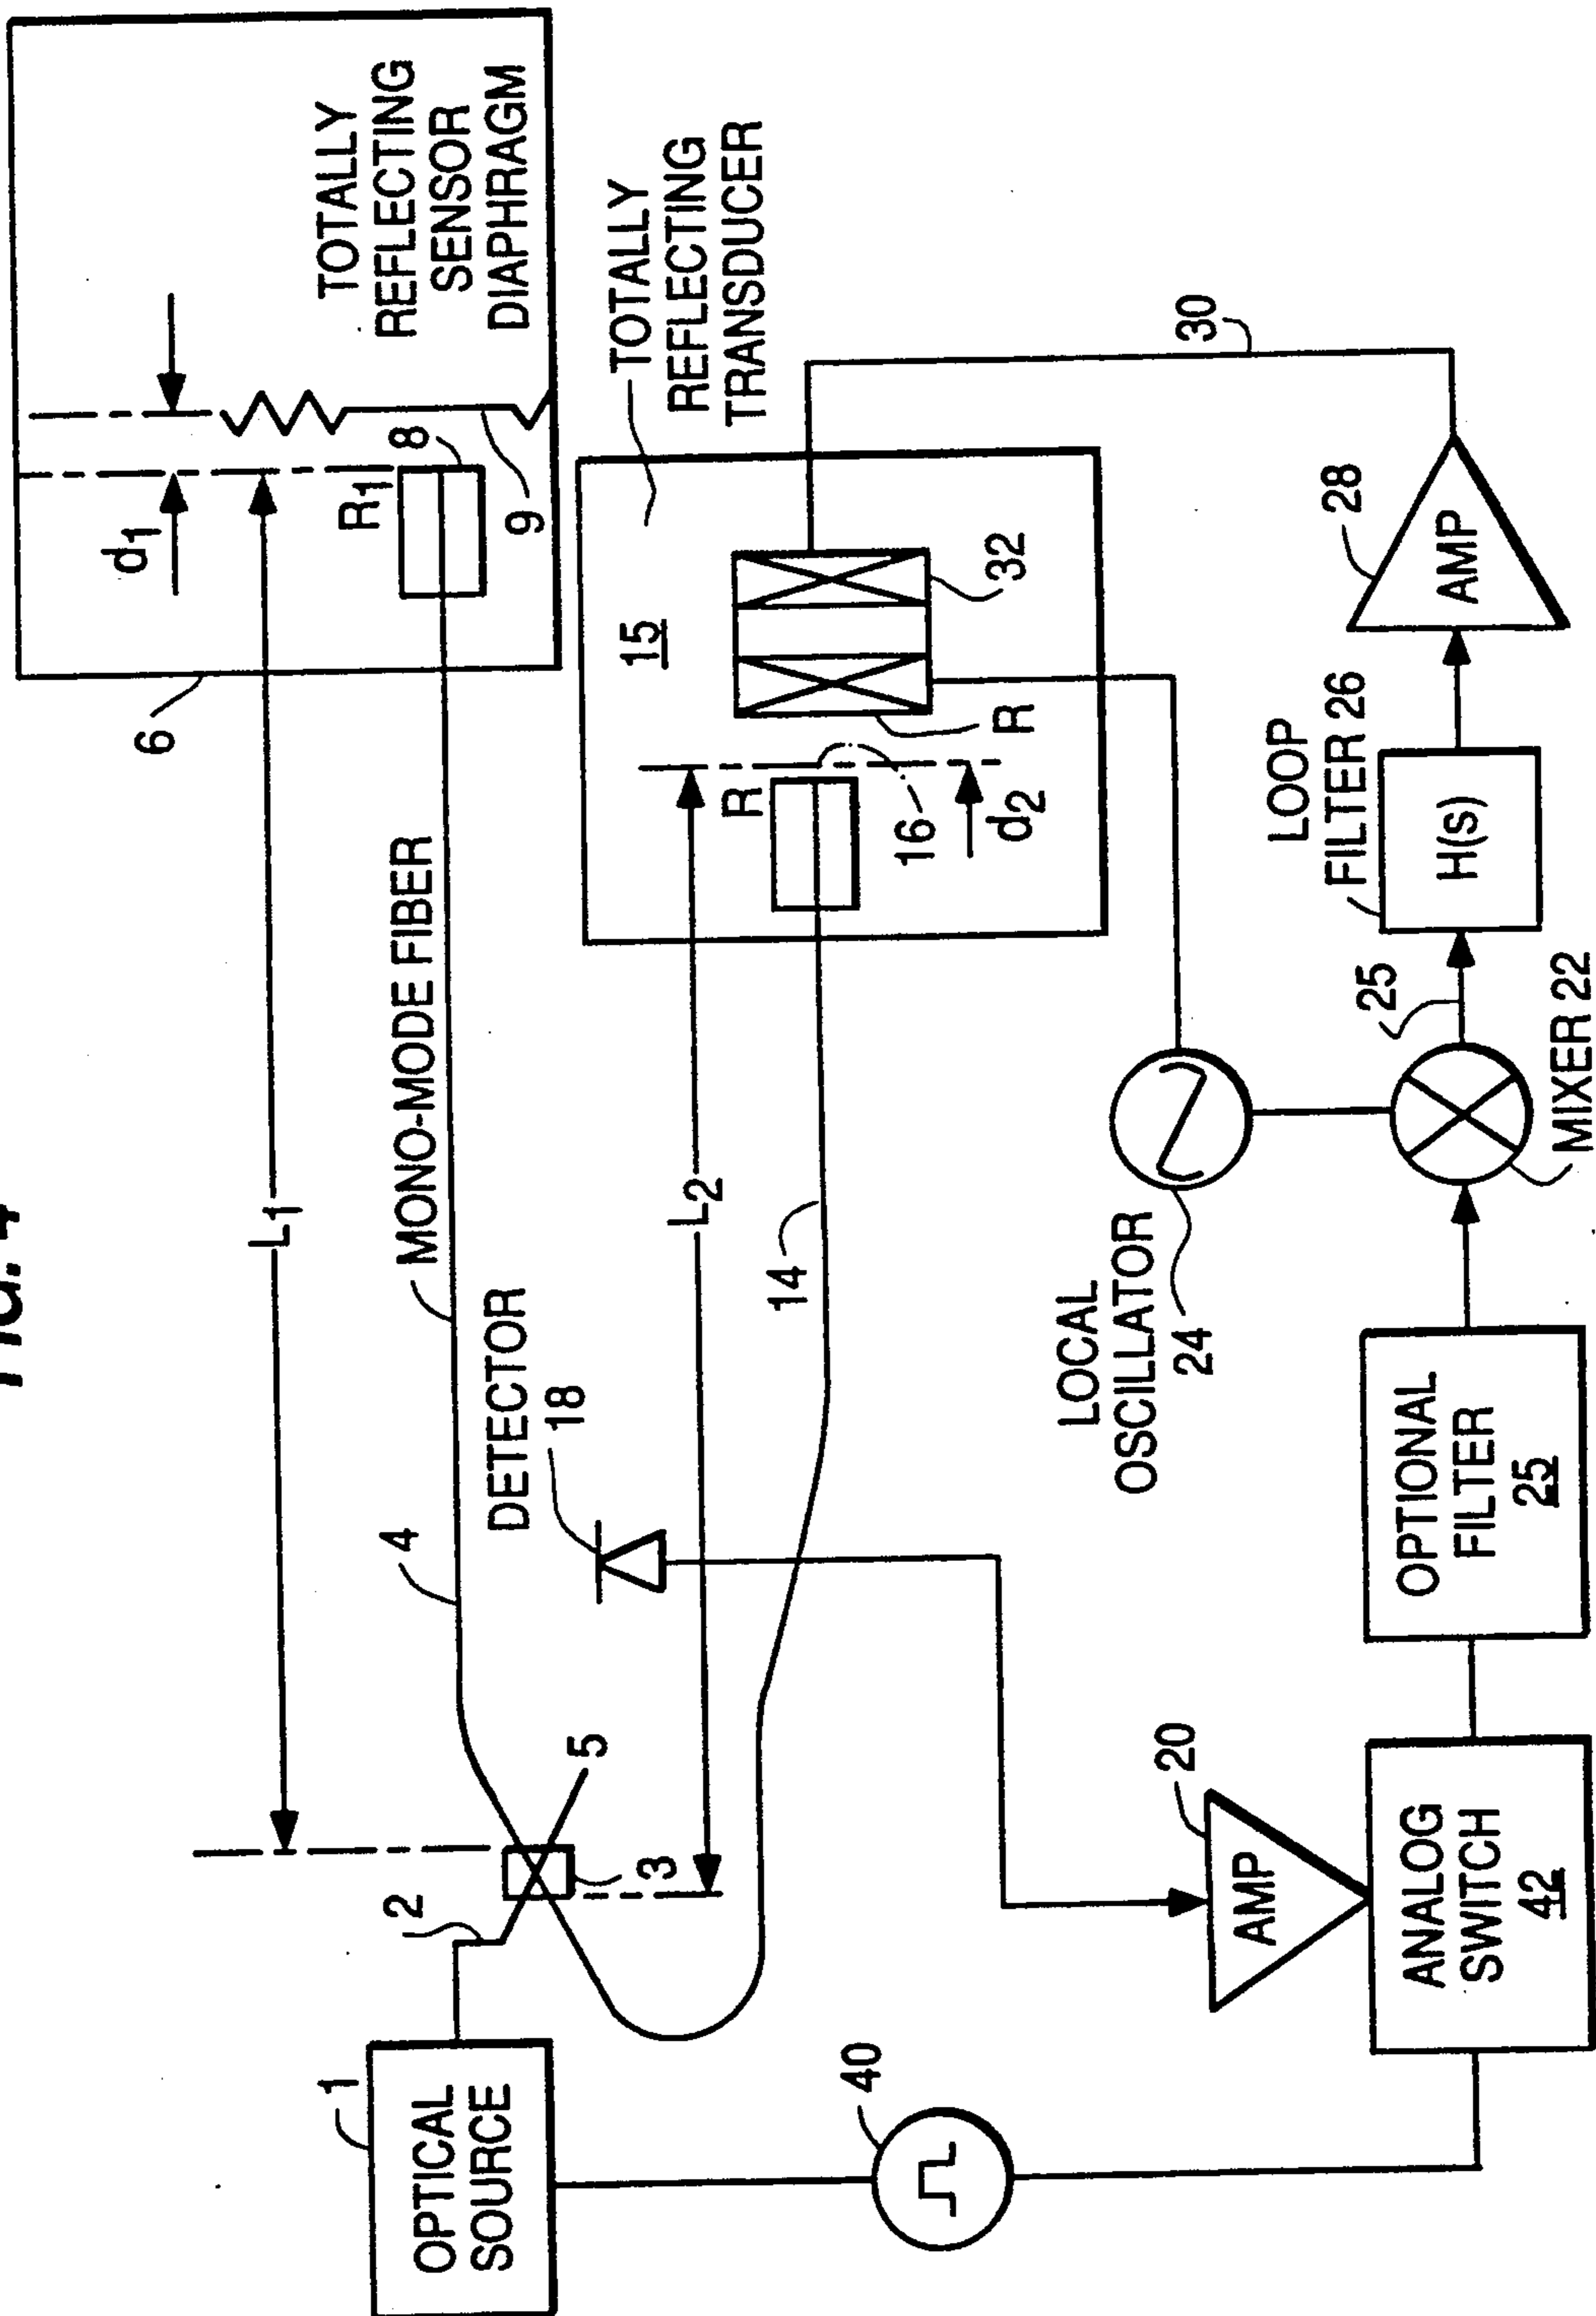 FIG. 4
1
OPTICAL
SOURCE
2
3
5
4
L1
MONO-MODE FIBER
6
d1
R1
8
9
TOTALLY
REFLECTING
SENSOR
DIAPHRAGM
DETECTOR
18
L2
14
15
R
16
d2
R
32
TOTALLY
REFLECTING
TRANSDUCER
30
40
20
AMP
ANALOG
SWITCH
42
OPTIONAL
FILTER
25
LOCAL
OSCILLATOR
24
MIXER 22
25
LOOP
FILTER 26
H(s)
28
AMP